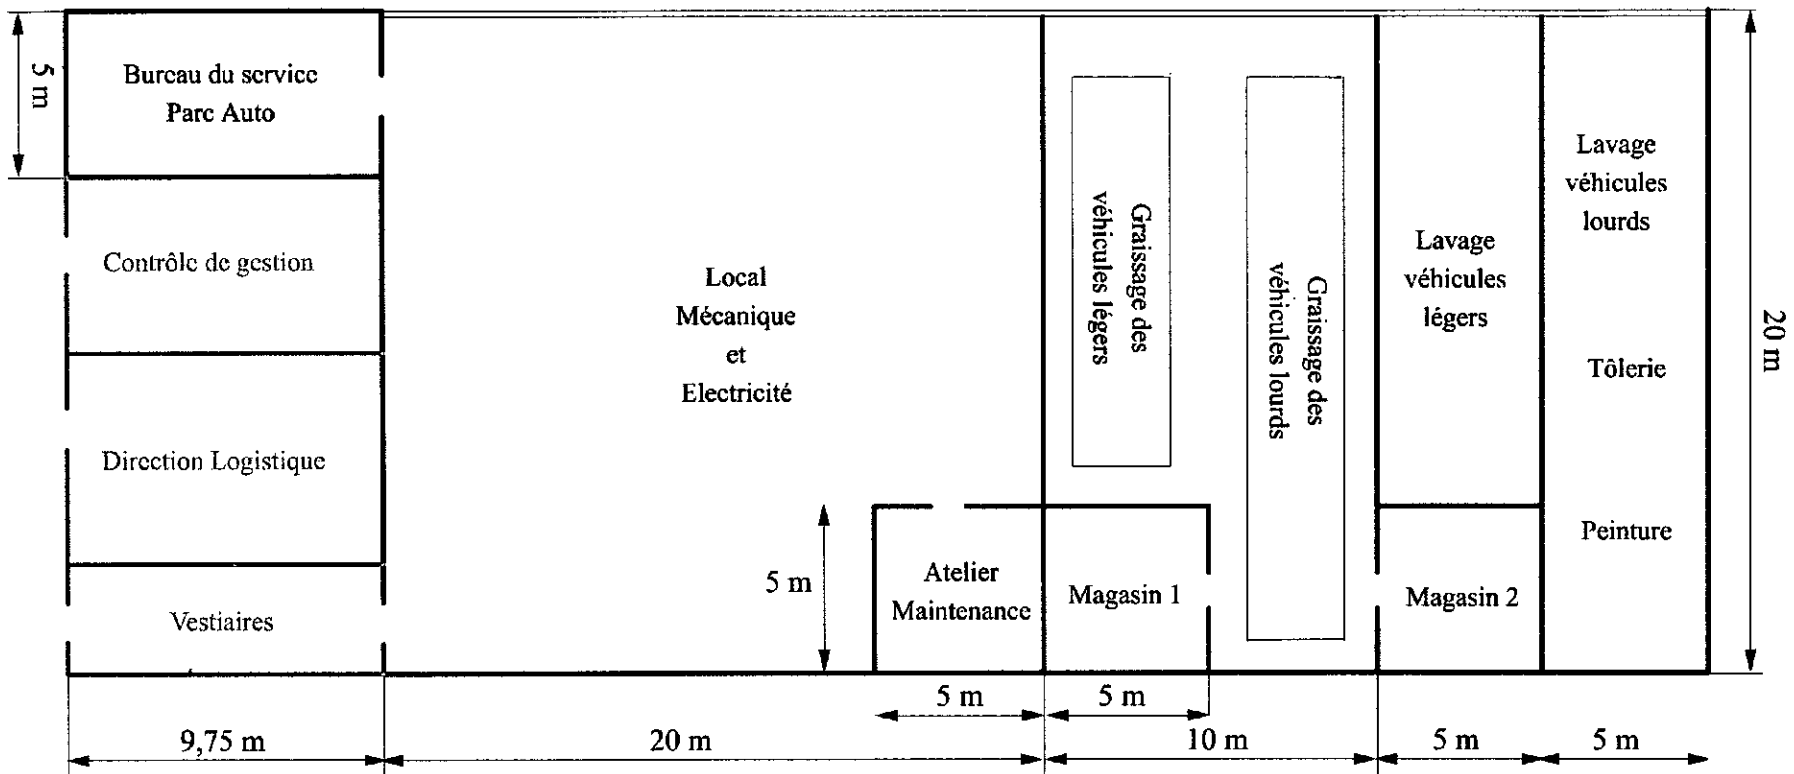 5 m
Bureau du service
Parc Auto
Contrôle de gestion
Direction Logistique
Vestiaires
Local
Mécanique
et
Electricité
5 m
Atelier
Maintenance
Graissage des
véhicules légers
Magasin 1
Graissage des
véhicules lourds
Lavage
véhicules
légers
Magasin 2
Lavage
véhicules
lourds
Tôlerie
Peinture
20 m
5 m
5 m
9,75 m
20 m
10 m
5 m
5 m